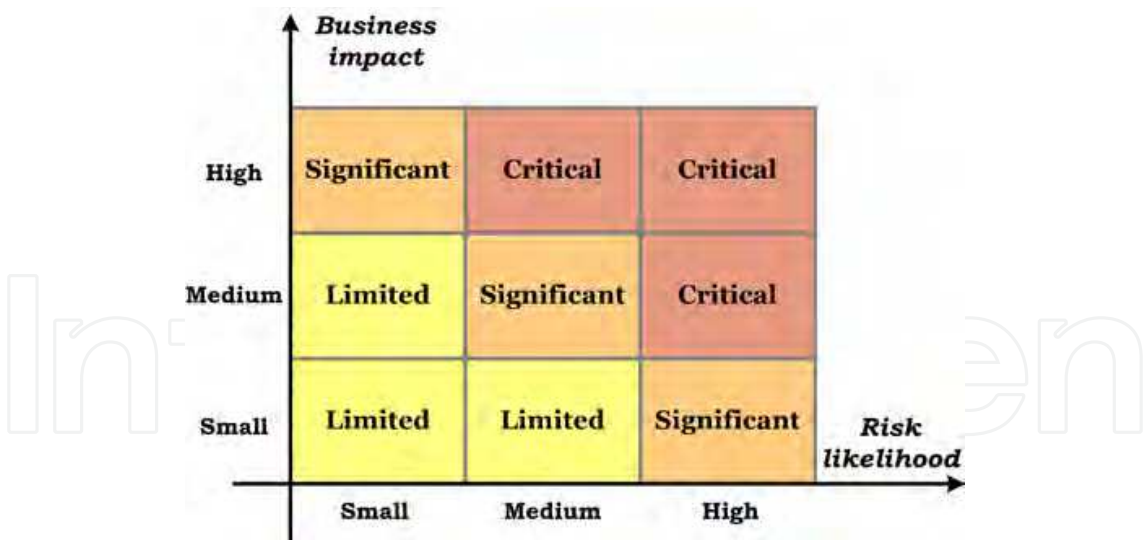 Business
impact
High
Significant
Critical
Critical
Medium
Limited
Significant
Critical
Small
Limited
Limited
Significant
Risk
likelihood
Small
Medium
High